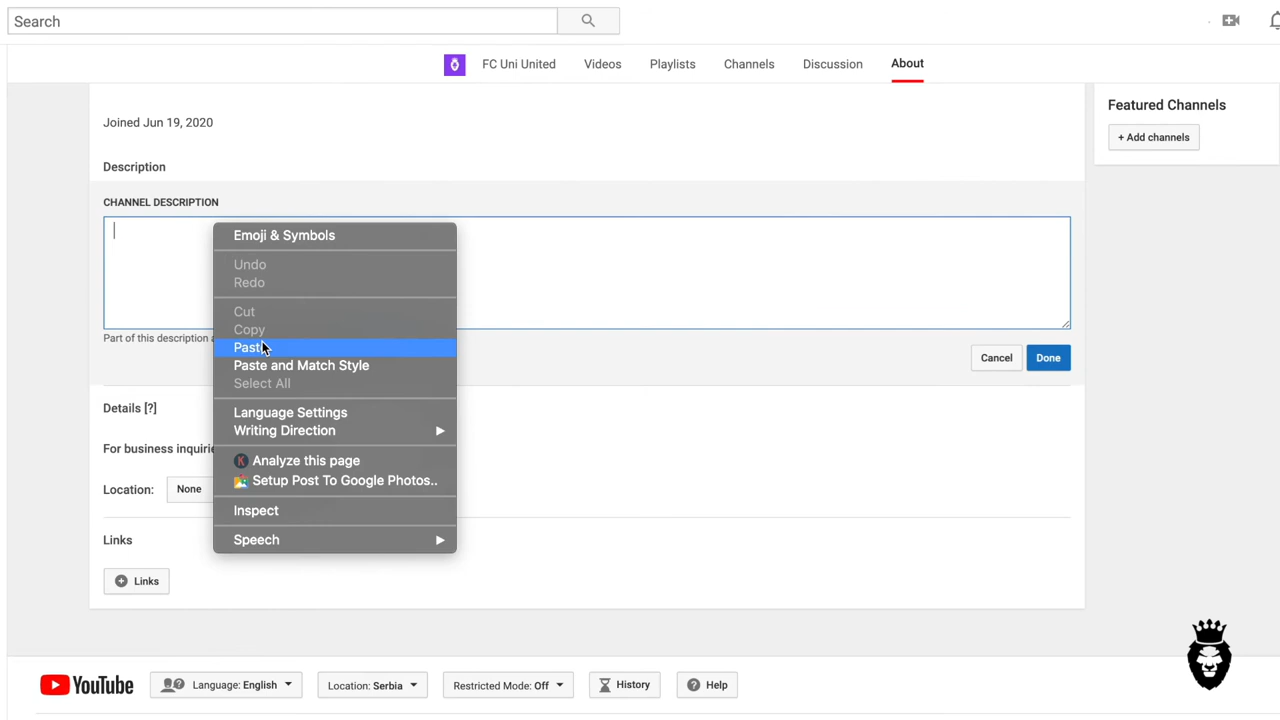 Search
FC Uni United Videos Playlists Channels Discussion About
Joined Jun 19, 2020
Featured Channels
+ Add channels
Description
CHANNEL DESCRIPTION
Emoji & Symbols
Undo
Redo
Cut
Copy
Paste
Paste and Match Style
Select All
Language Settings
Writing Direction
Analyze this page
Setup Post To Google Photos..
Inspect
Speech
Part of this description
Cancel Done
Details [?]
For business inquirie
Location: None
Links
Links
YouTube Language: English Location: Serbia Restricted Mode: Off History Help